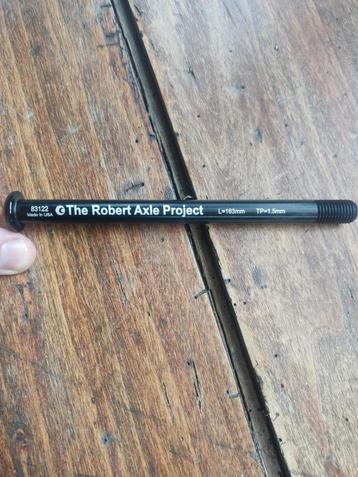 83122
Made In USA
The Robert Axle Project
L=163mm
TP=1.5mm